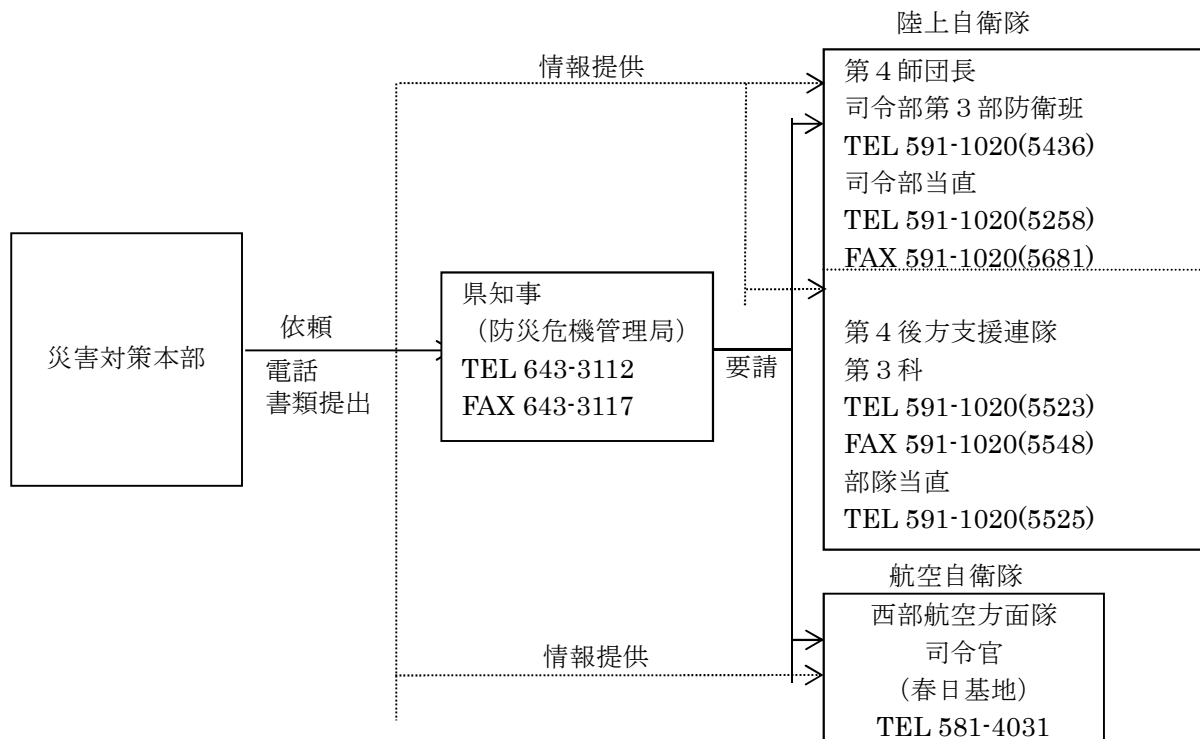 陸上自衛隊
情報提供
第４師団長
司令部第３部防衛班
TEL 591-1020(5436)
司令部当直
TEL 591-1020(5258)
FAX 591-1020(5681)
災害対策本部
依頼
電話
書類提出
県知事
（防災危機管理局）
TEL 643-3112
FAX 643-3117
要請
第４後方支援連隊
第３科
TEL 591-1020(5523)
FAX 591-1020(5548)
部隊当直
TEL 591-1020(5525)
航空自衛隊
情報提供
西部航空方面隊
司令官
（春日基地）
TEL 581-4031